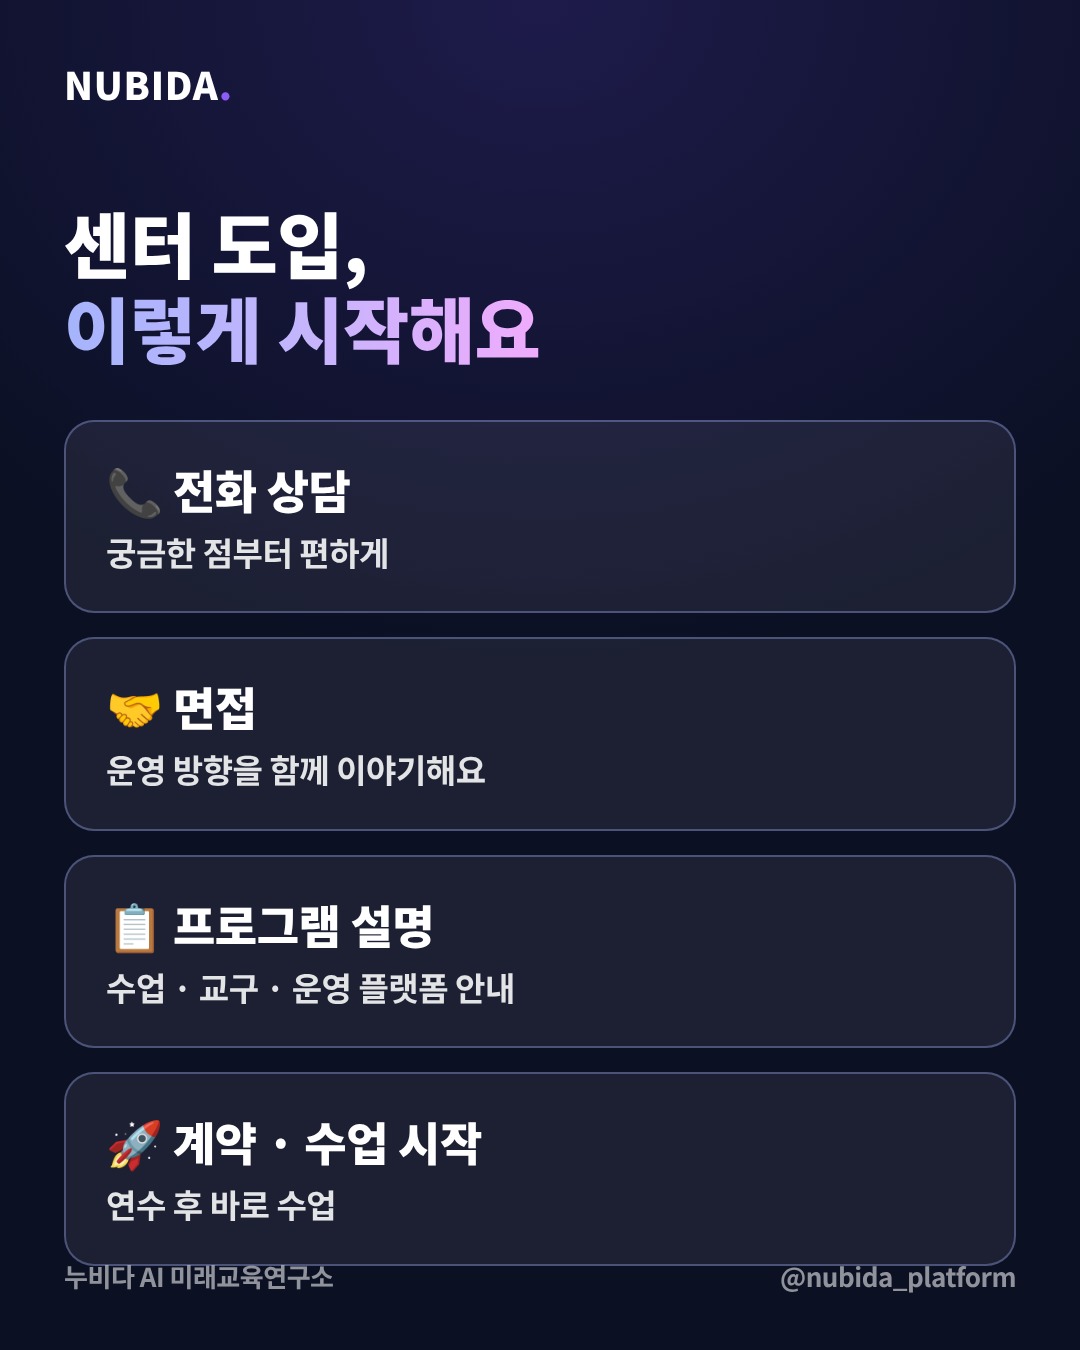 NUBIDA.
센터 도입,
이렇게 시작해요
📞 전화 상담
궁금한 점부터 편하게
🤝 면접
운영 방향을 함께 이야기해요
📋 프로그램 설명
수업 · 교구 · 운영 플랫폼 안내
🚀 계약 · 수업 시작
연수 후 바로 수업
누비다 AI 미래교육연구소
@nubida_platform